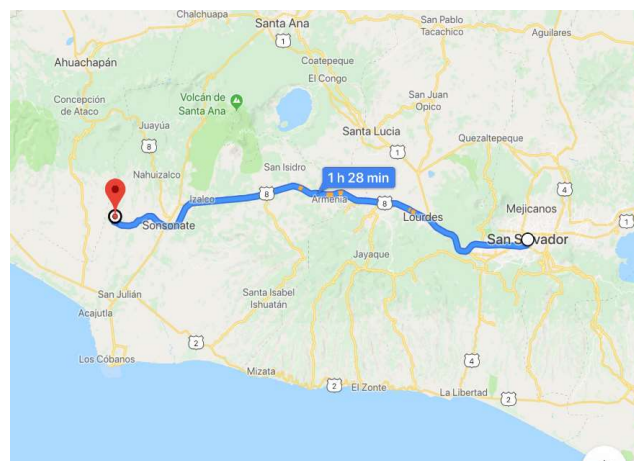 Chalchuapa
Santa Ana
San Pablo
Tacachico
Aguilares
1
Ahuachapán
Coatepeque
El Congo
Concepción
de Ataco
Volcán de
Santa Ana
San Juan
Opico
Juayúa
Santa Lucia
Quezaltepeque
8
1
Nahuizalco
San Isidro
1 h 28 min
4
Izalco
8
Armenia
8
Mejicanos
Lourdes
1
Sonsonate
San Salvador
Jayaque
San Julián
Santa Isabel
Ishuatán
Acajutla
2
Los Cóbanos
4
Mizata
2
El Zonte
La Libertad
2